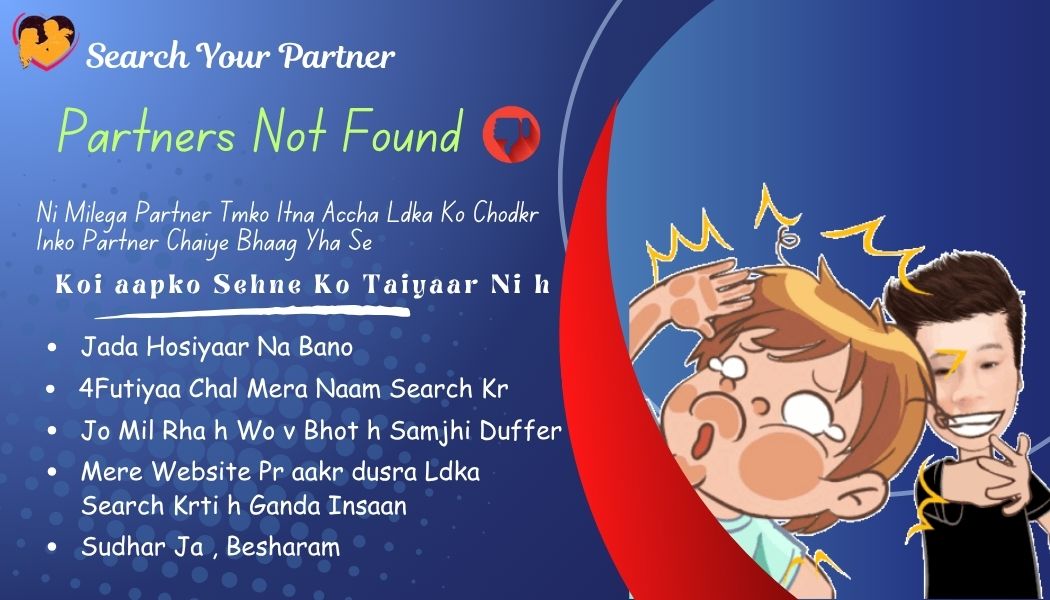 Search Your Partner
Partners Not Found
Ni Milega Partner Tmko Itna Accha Ldka Ko Chodkr
Inko Partner Chaiye Bhaag Yha Se
Koi aapko Sehne Ko Taiyaar Ni h
• Jada Hosiyaar Na Bano
• 4Futiyaa Chal Mera Naam Search Kr
• Jo Mil Rha h Wo v Bhot h Samjhi Duffer
• Mere Website Pr aakr dusra Ldka
Search Krti h Ganda Insaan
• Sudhar Ja , Besharam